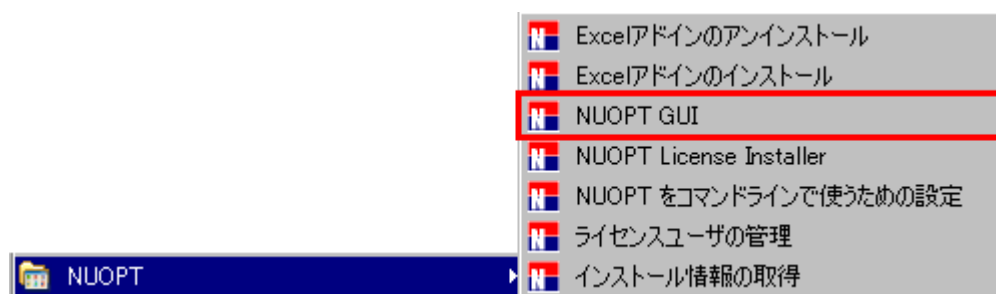 Excelアドインのアンインストール
Excelアドインのインストール
NUOPT GUI
NUOPT License Installer
NUOPT をコマンドラインで使うための設定
ライセンスユーザの管理
NUOPT
インストール情報の取得